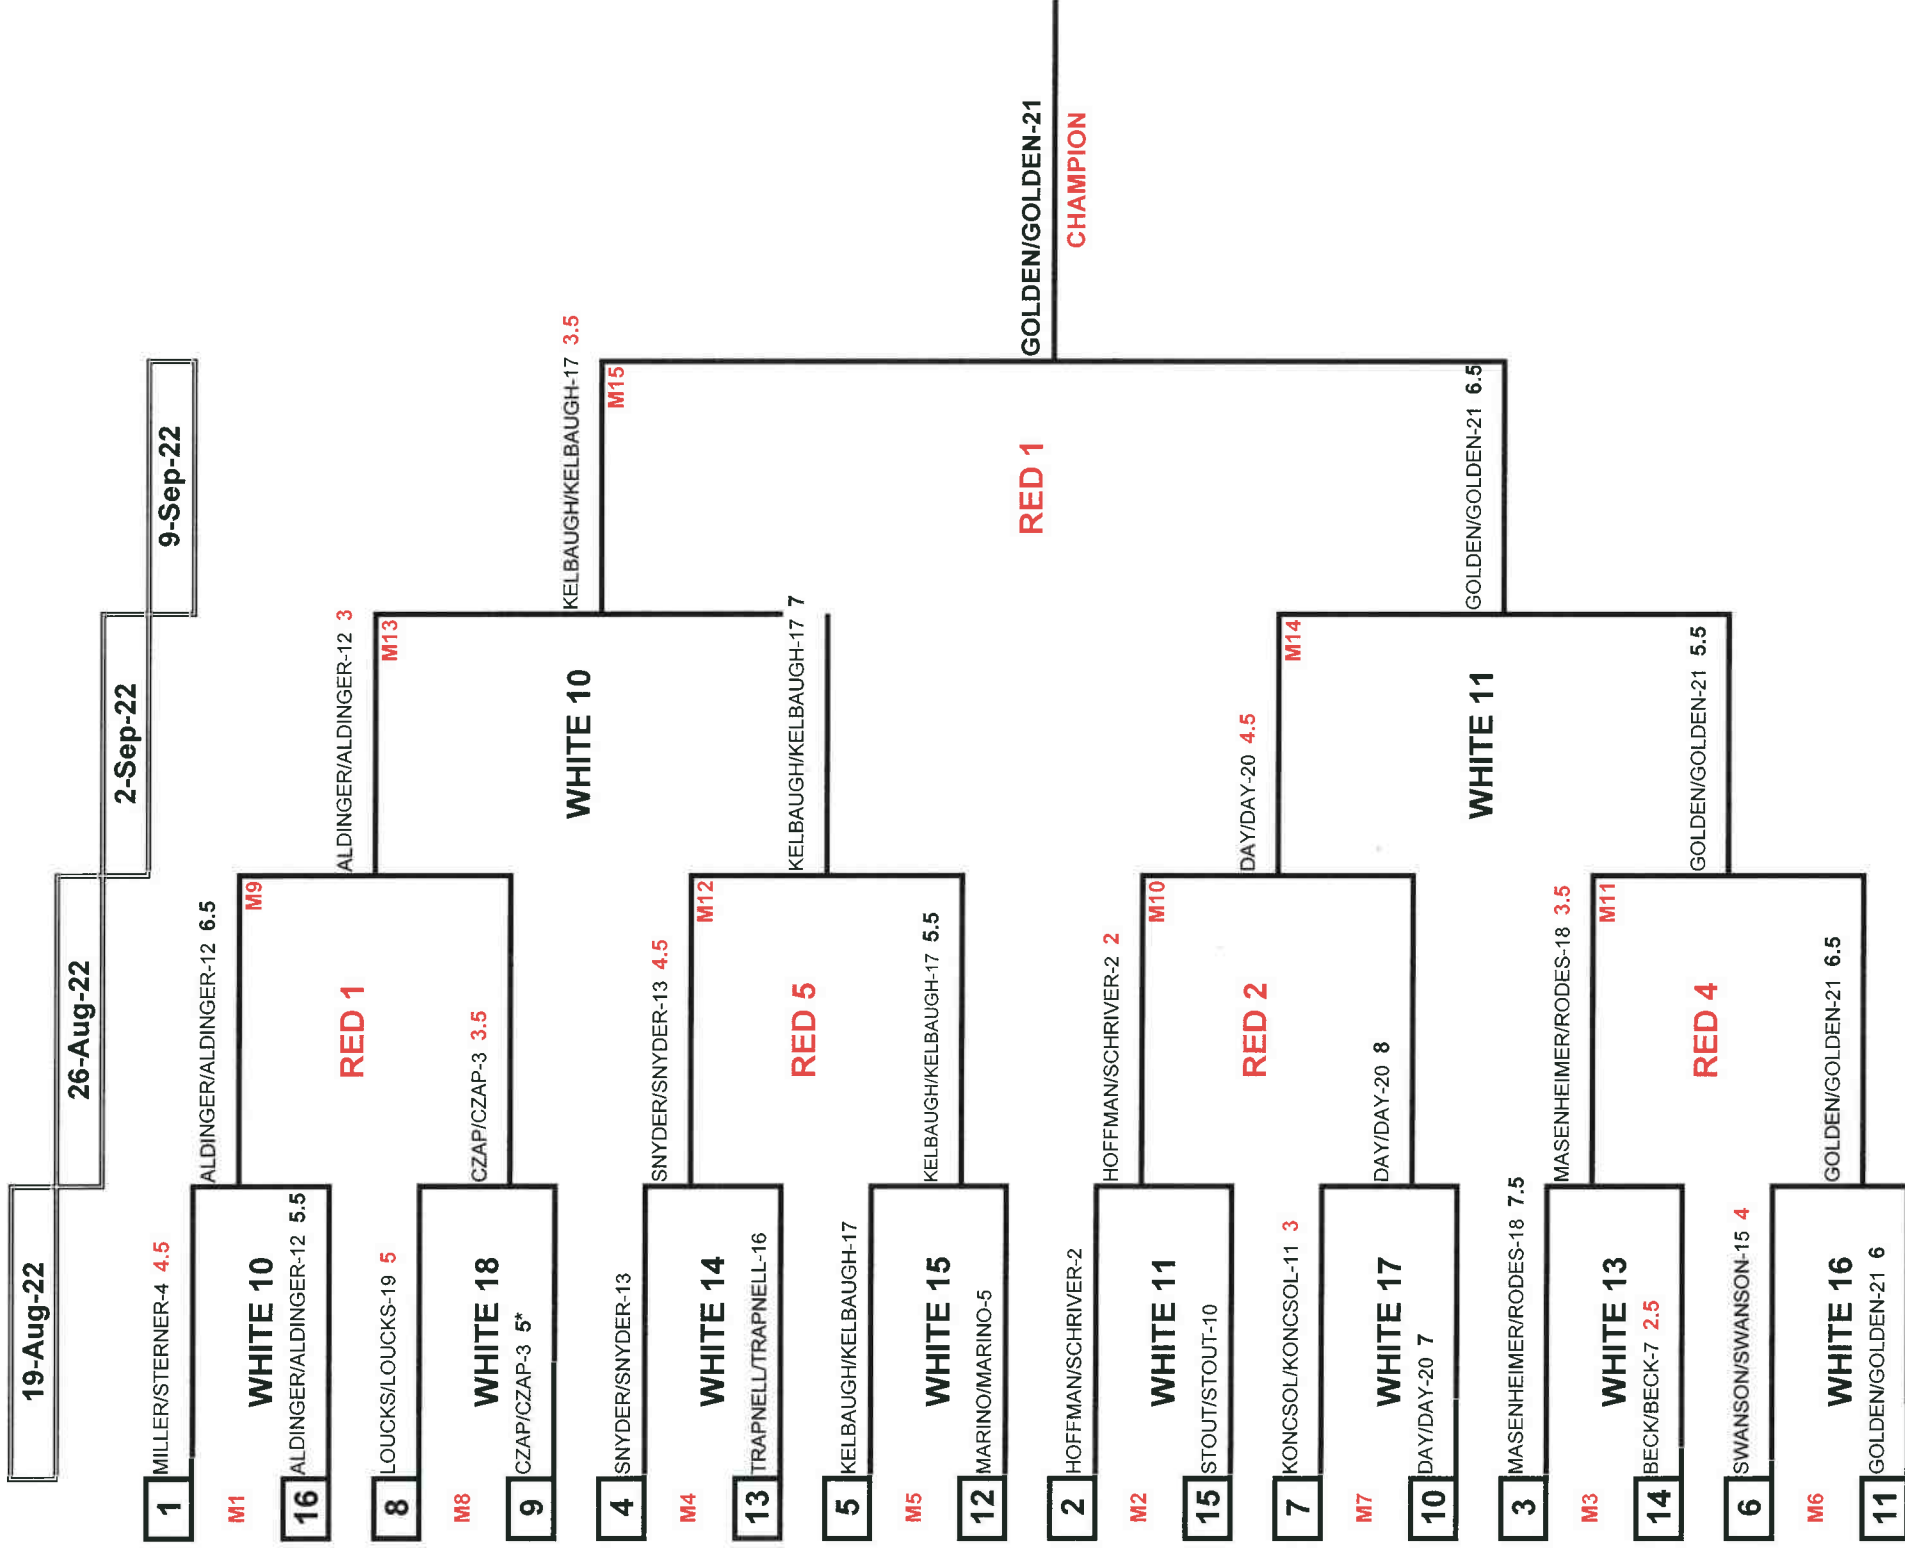 19-Aug-22
26-Aug-22
2-Sep-22
9-Sep-22
1 MILLER/STERNER-4 4.5
M1
WHITE 10
16 ALDINGER/ALDINGER-12 5.5
8 LOUCKS/LOUCKS-19 5
M8
WHITE 18
9 CZAP/CZAP-3 5*
4 SNYDER/SNYDER-13
M4
WHITE 14
13 TRAPNELL/TRAPNELL-16
5 KELBAUGH/KELBAUGH-17
M5
WHITE 15
12 MARINO/MARINO-5
2 HOFFMAN/SCHRIVER-2
M2
WHITE 11
15 STOUT/STOUT-10
7 KONCSOL/KONCSOL-11 3
M7
WHITE 17
10 DAY/DAY-20 7
3 MASENHEIMER/RODES-18 7.5
M3
WHITE 13
14 BECK/BECK-7 2.5
6 SWANSON/SWANSON-15 4
M6
WHITE 16
11 GOLDEN/GOLDEN-21 6
ALDINGER/ALDINGER-12 6.5
M9
RED 1
CZAP/CZAP-3 3.5
SNYDER/SNYDER-13 4.5
M12
RED 5
KELBAUGH/KELBAUGH-17 5.5
HOFFMAN/SCHRIVER-2 2
M10
RED 2
DAY/DAY-20 8
MASENHEIMER/RODES-18 3.5
M11
RED 4
GOLDEN/GOLDEN-21 6.5
ALDINGER/ALDINGER-12 3
M13
WHITE 10
KELBAUGH/KELBAUGH-17 7
DAY/DAY-20 4.5
M14
WHITE 11
GOLDEN/GOLDEN-21 5.5
KELBAUGH/KELBAUGH-17 3.5
M15
RED 1
GOLDEN/GOLDEN-21 6.5
GOLDEN/GOLDEN-21
CHAMPION